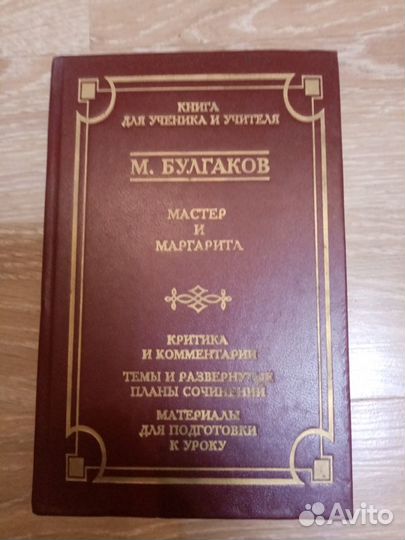 КНИГА
ДЛЯ УЧЕНИКА И УЧИТЕЛЯ
М. БУЛГАКОВ
МАСТЕР
И
МАРГАРИТА
КРИТИКА
И КОММЕНТАРИИ
ТЕМЫ И РАЗВЕРНУТЫЕ
ПЛАНЫ СОЧИНЕНИЙ
МАТЕРИАЛЫ
ДЛЯ ПОДГОТОВКИ
К УРОКУ
Avito